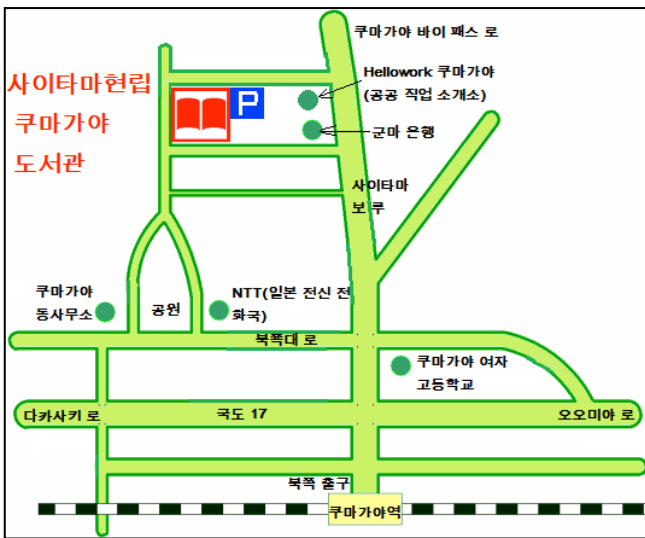 쿠마가야 바이 패스 로
사이타마현립
쿠마가야
도서관
P
Hellowork 쿠마가야
(공공 직업 소개소)
군마 은행
사이타마
보 루
쿠마가야
동사무소
공원
NTT(일본 전신 전
화국)
북쪽대 로
쿠마가야 여자
고등학교
다카사키 로
국도 17
오오미야 로
북쪽 출구
쿠마가야역